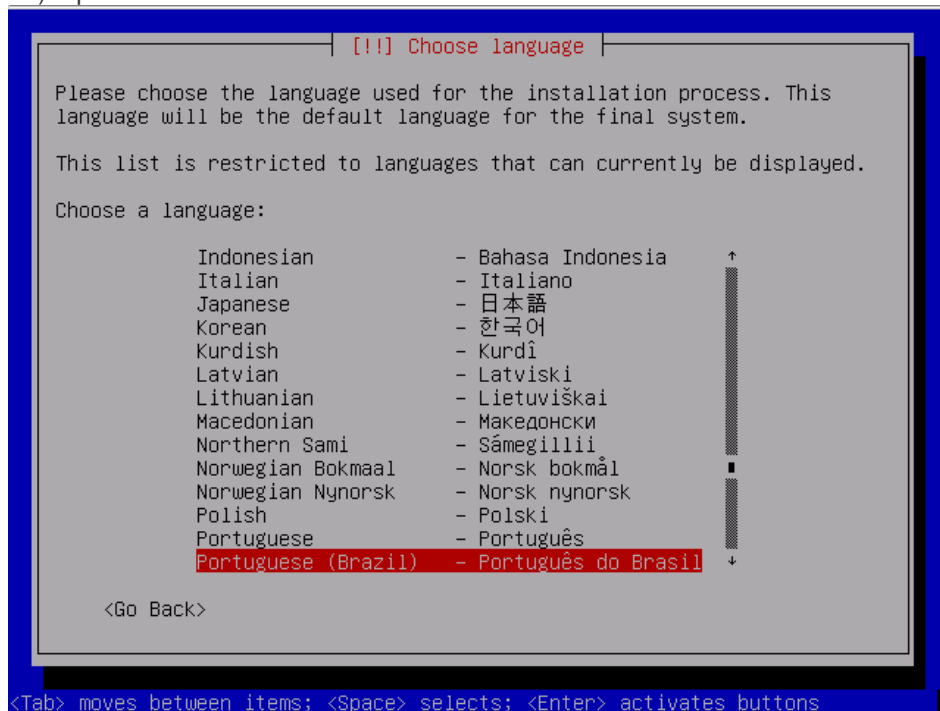 [!!] Choose language
Please choose the language used for the installation process. This
language will be the default language for the final system.
This list is restricted to languages that can currently be displayed.
Choose a language:
Indonesian - Bahasa Indonesia
Italian - Italiano
Japanese - 日本語
Korean - 한국어
Kurdish - Kurdî
Latvian - Latviski
Lithuanian - Lietuviškai
Macedonian - Македонски
Northern Sami - Sámegillii
Norwegian Bokmaal - Norsk bokmål
Norwegian Nynorsk - Norsk nynorsk
Polish - Polski
Portuguese - Português
Portuguese (Brazil) - Português do Brasil
<Go Back>
<Tab> moves between items; <Space> selects; <Enter> activates buttons